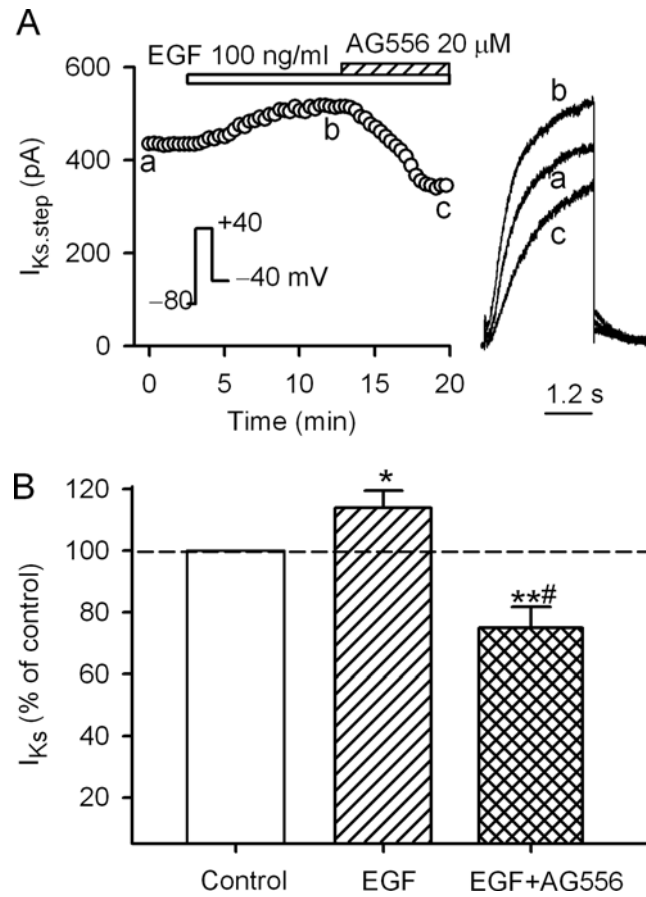 A
EGF 100 ng/ml
AG556 20 μM
600
400
200
0
I_Ks.step (pA)
a
b
c
+40
−40 mV
−80
0 5 10 15 20
Time (min)
b
a
c
1.2 s
B
120
100
80
60
40
20
I_Ks (% of control)
*
**#
Control EGF EGF+AG556